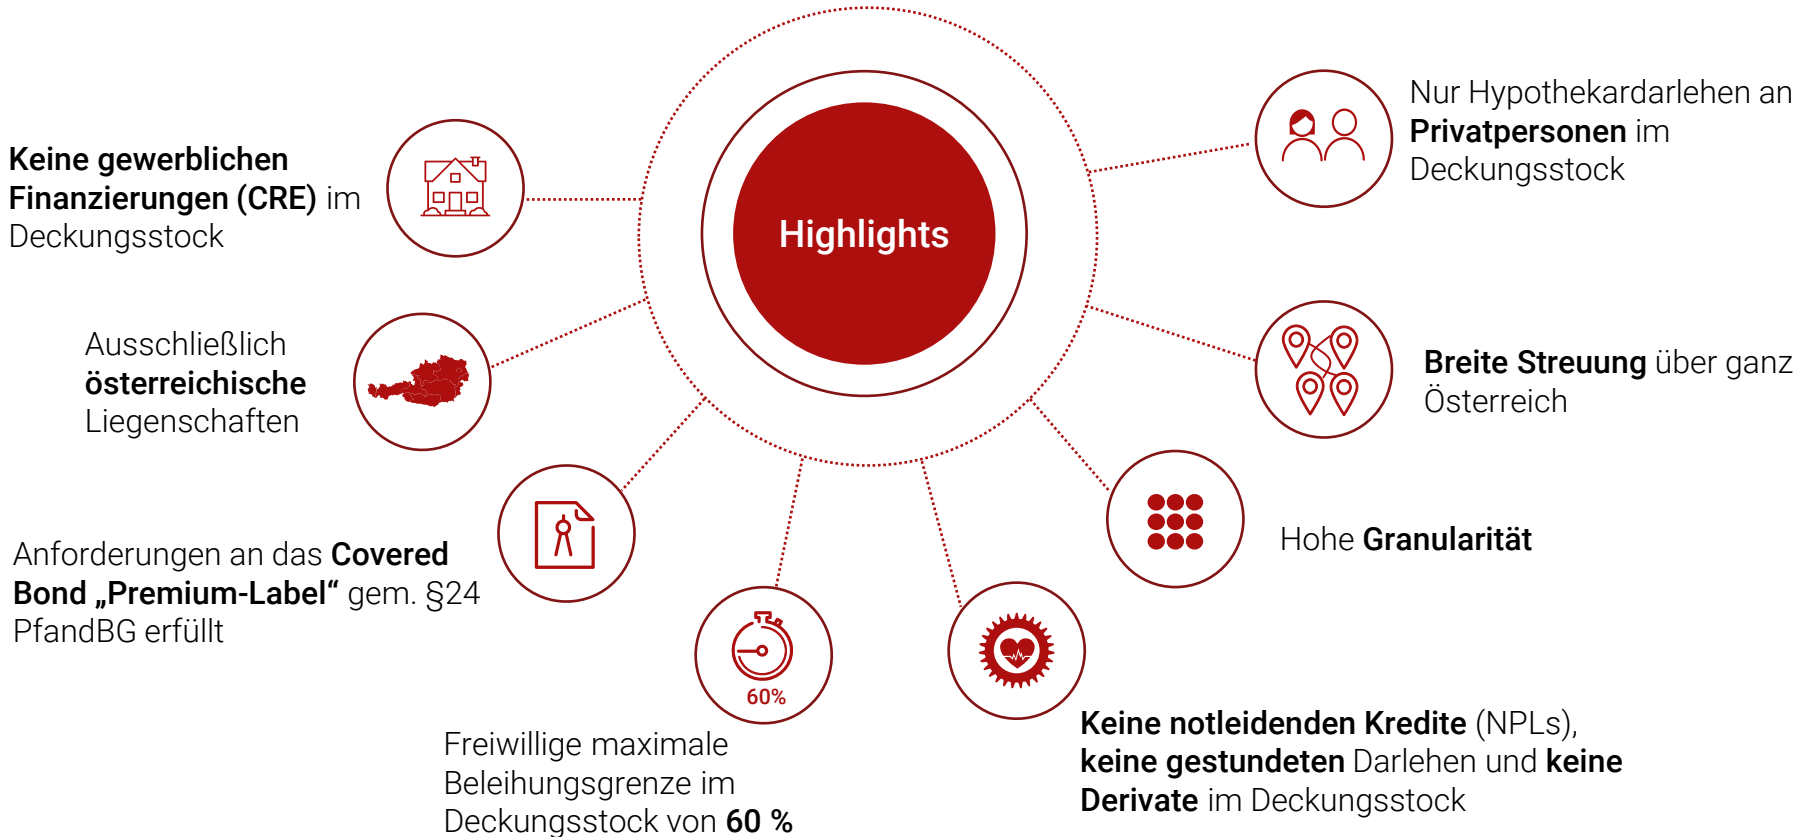 Highlights
Keine gewerblichen
Finanzierungen (CRE) im
Deckungsstock
Ausschließlich
österreichische
Liegenschaften
Anforderungen an das Covered
Bond „Premium-Label“ gem. §24
PfandBG erfüllt
60%
Freiwillige maximale
Beleihungsgrenze im
Deckungsstock von 60 %
Keine notleidenden Kredite (NPLs),
keine gestundeten Darlehen und keine
Derivate im Deckungsstock
Hohe Granularität
Breite Streuung über ganz
Österreich
Nur Hypothekardarlehen an
Privatpersonen im
Deckungsstock